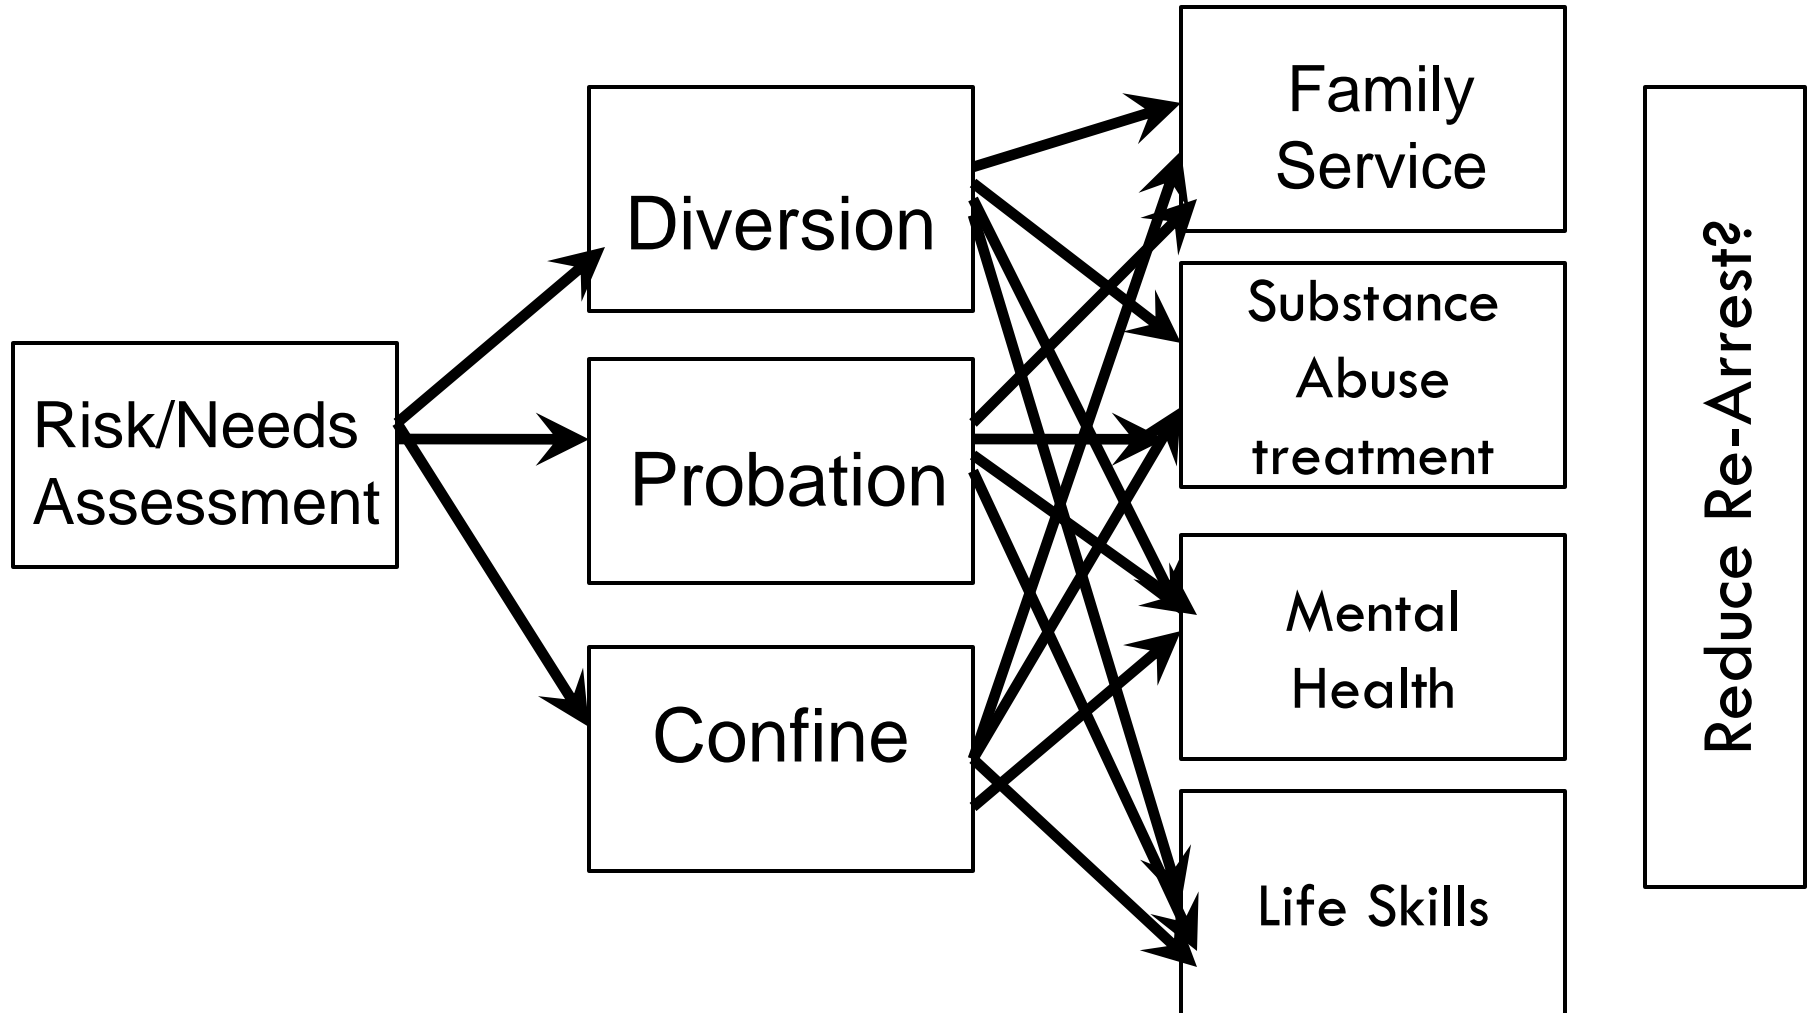 Risk/Needs
Assessment
Diversion
Probation
Confine
Family
Service
Substance
Abuse
treatment
Mental
Health
Life Skills
Reduce Re-Arrest?